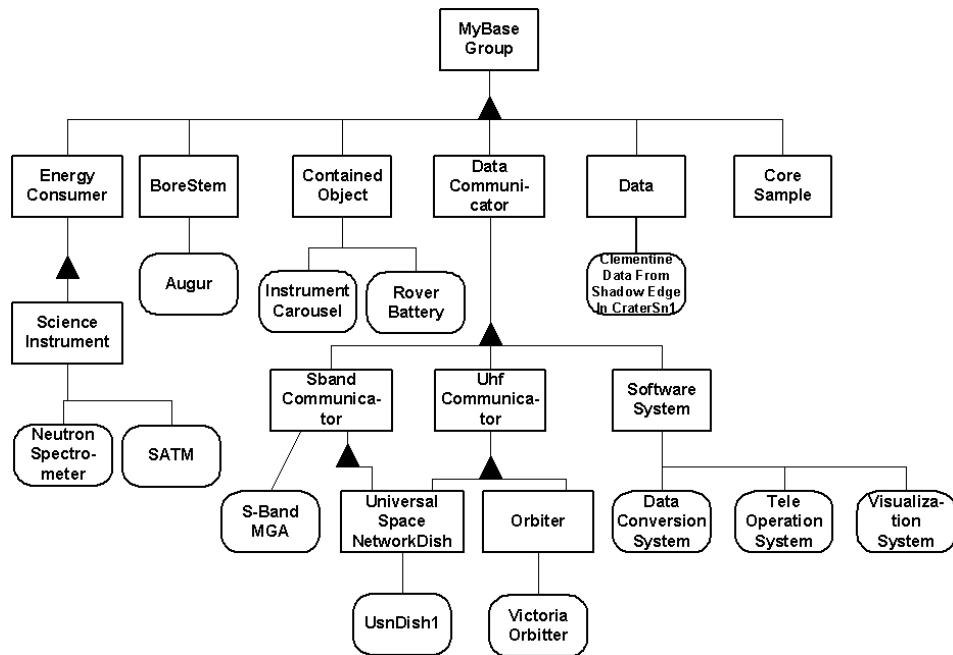 MyBase
Group
Energy
Consumer
BoreStem
Contained
Object
Data
Communi-
cator
Data
Core
Sample
Augur
Instrument
Carousel
Rover
Battery
Clementine
Data From
Shadow Edge
In CraterSn1
Science
Instrument
Sband
Communica-
tor
Uhf
Communica-
tor
Software
System
Neutron
Spectro-
meter
SATM
S-Band
MGA
Universal
Space
NetworkDish
Orbiter
Data
Conversion
System
Tele
Operation
System
Visualiza-
tion
System
UsnDish1
Victoria
Orbitter